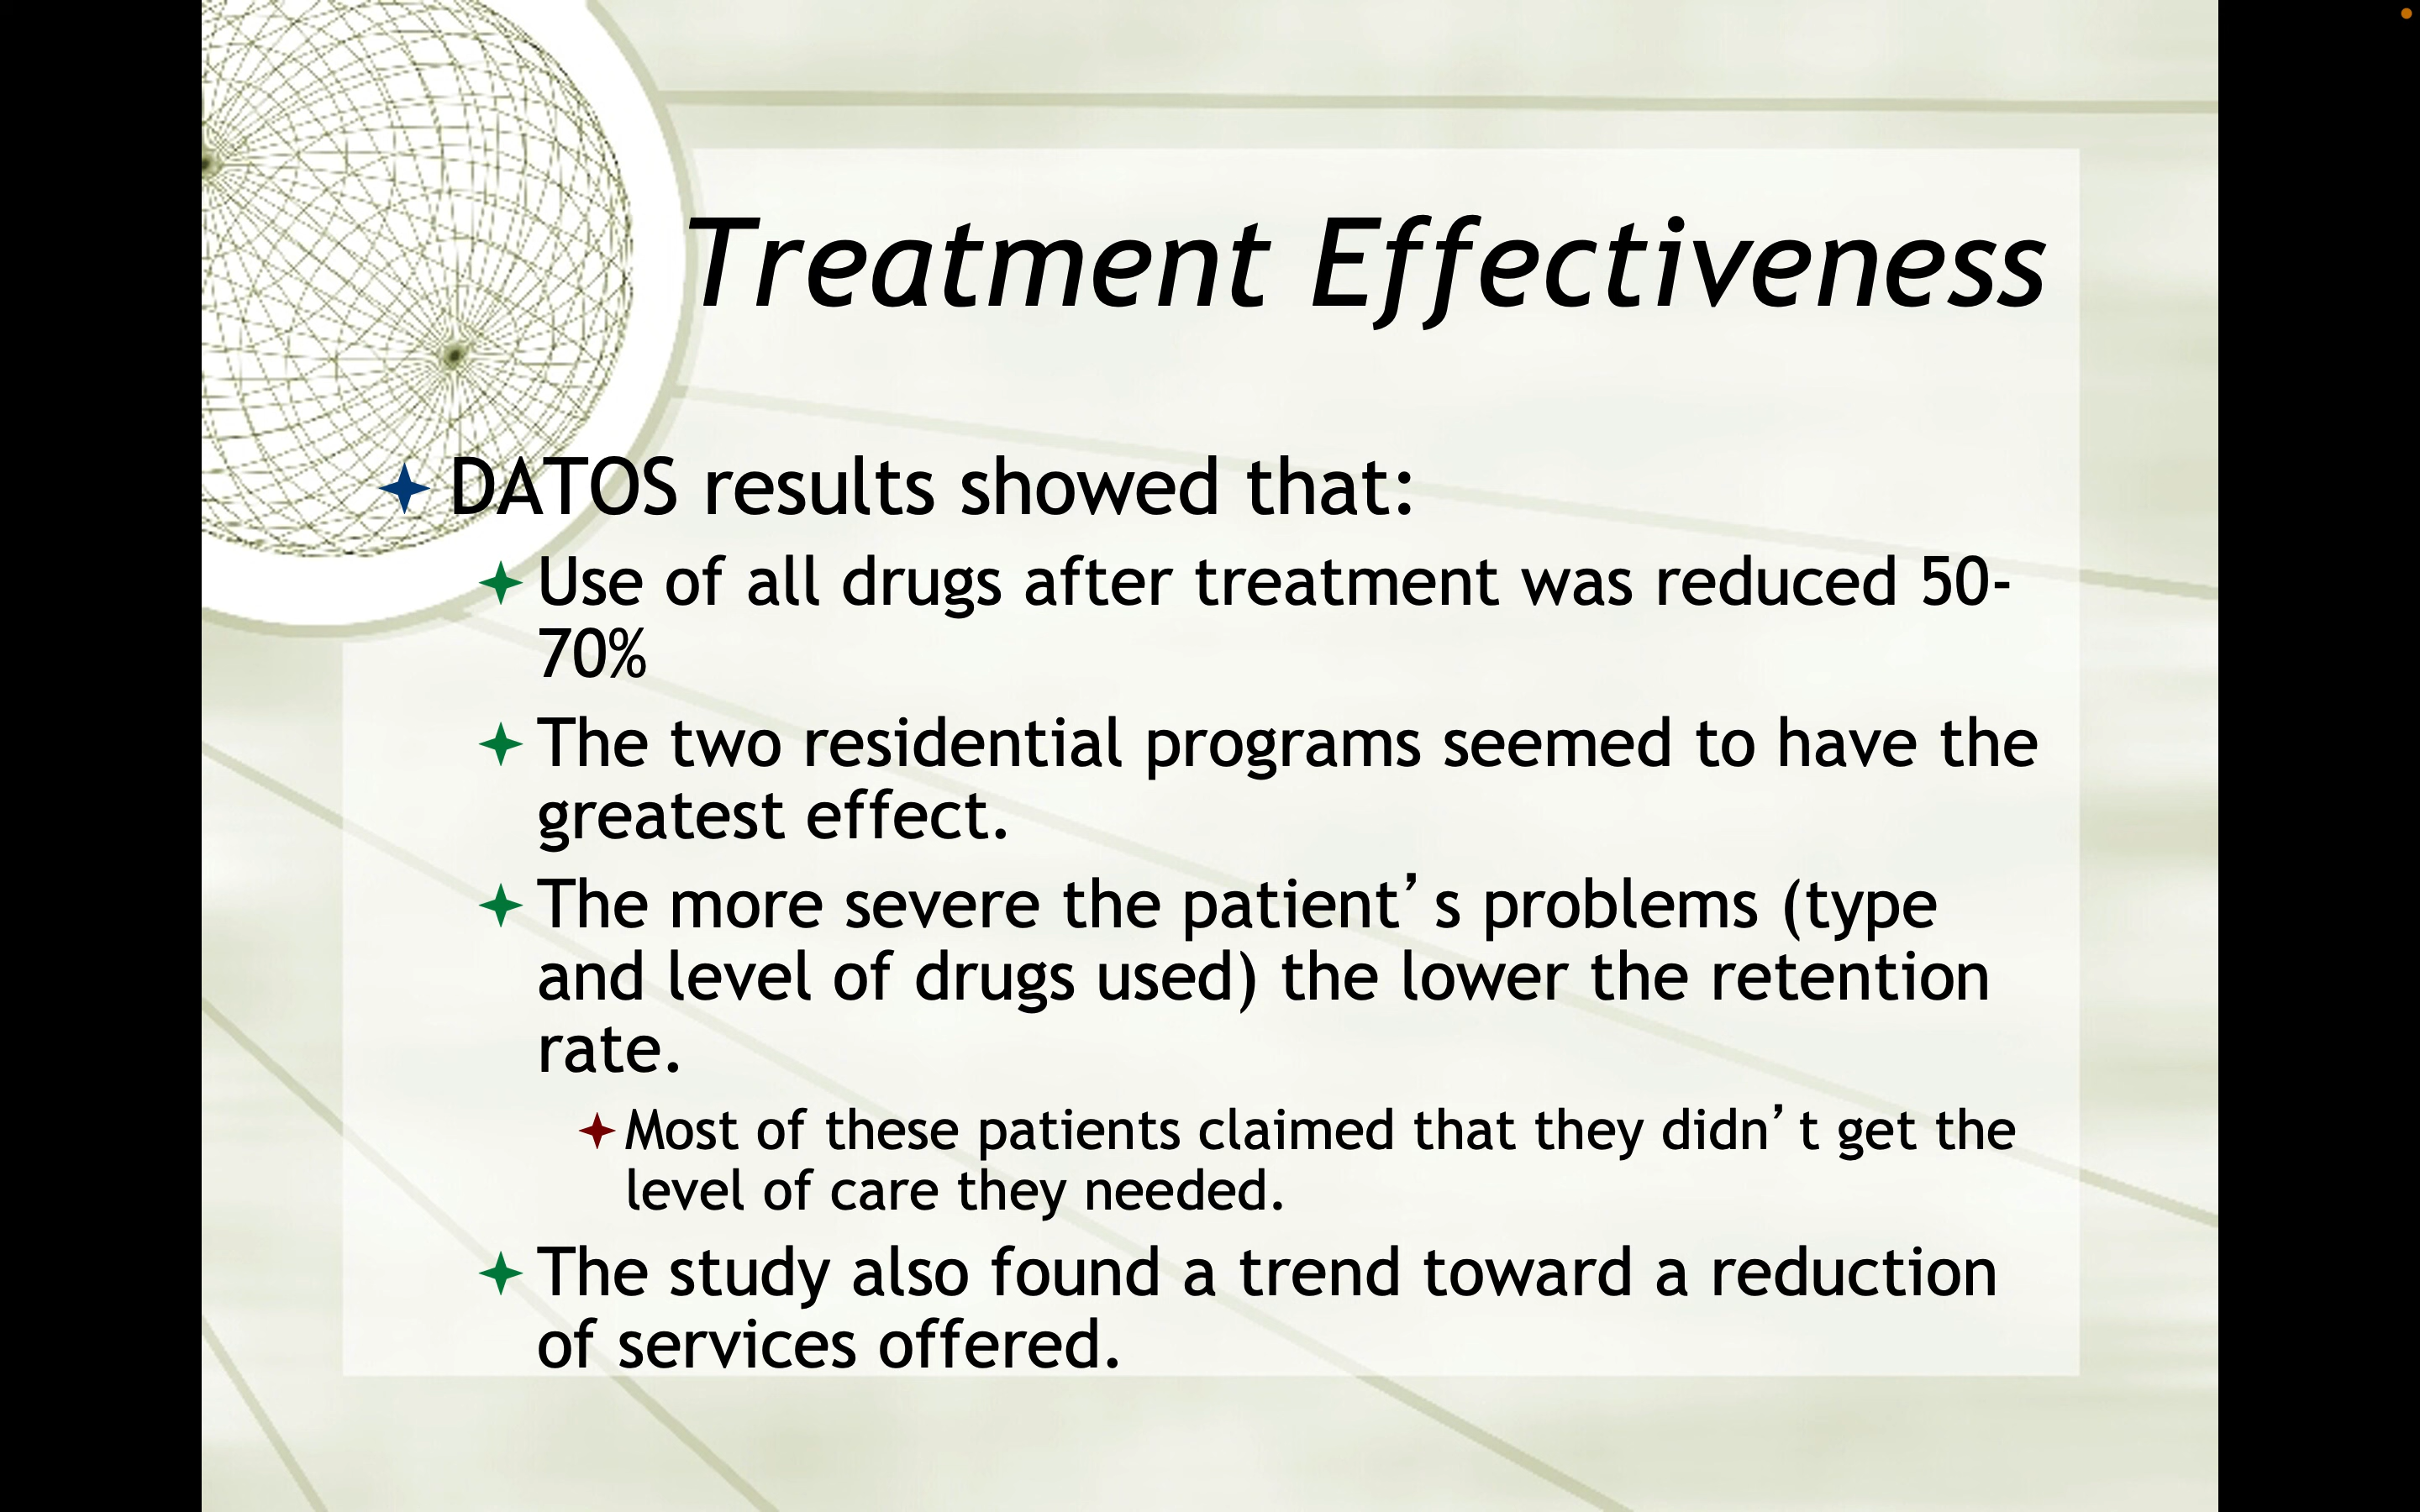 Treatment Effectiveness
DATOS results showed that:
Use of all drugs after treatment was reduced 50-
70%
The two residential programs seemed to have the
greatest effect.
The more severe the patient’s problems (type
and level of drugs used) the lower the retention
rate.
Most of these patients claimed that they didn’t get the
level of care they needed.
The study also found a trend toward a reduction
of services offered.